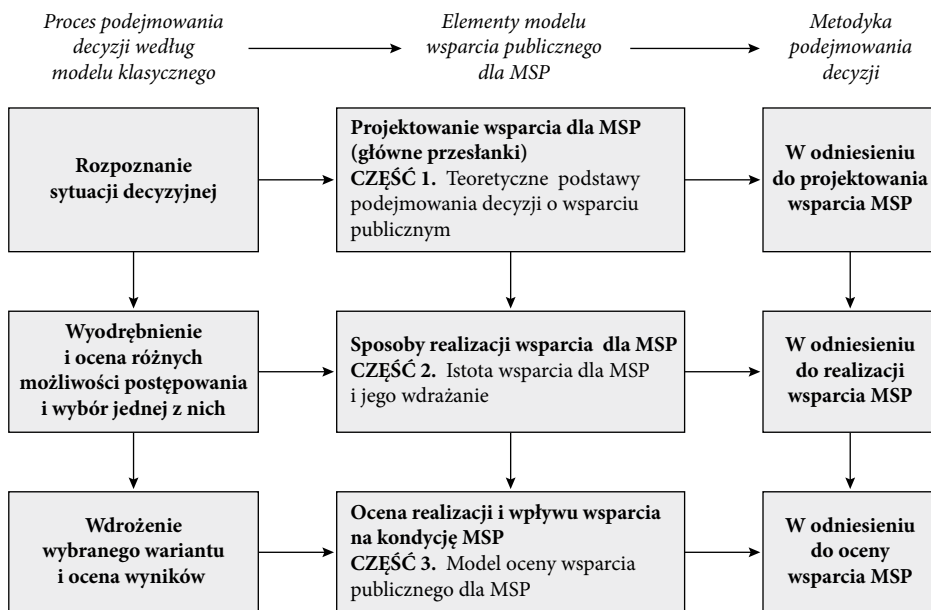 Proces podejmowania
decyzji według
modelu klasycznego
Elementy modelu
wsparcia publicznego
dla MSP
Metodyka
podejmowania
decyzji
Rozpoznanie
sytuacji decyzyjnej
Projektowanie wsparcia dla MSP
(główne przesłanki)
CZĘŚĆ 1. Teoretyczne podstawy
podejmowania decyzji o wsparciu
publicznym
W odniesieniu
do projektowania
wsparcia MSP
Wyodrębnienie
i ocena różnych
możliwości postępowania
i wybór jednej z nich
Sposoby realizacji wsparcia dla MSP
CZĘŚĆ 2. Istota wsparcia dla MSP
i jego wdrażanie
W odniesieniu
do realizacji
wsparcia MSP
Wdrożenie
wybranego wariantu
i ocena wyników
Ocena realizacji i wpływu wsparcia
na kondycję MSP
CZĘŚĆ 3. Model oceny wsparcia
publicznego dla MSP
W odniesieniu
do oceny
wsparcia MSP